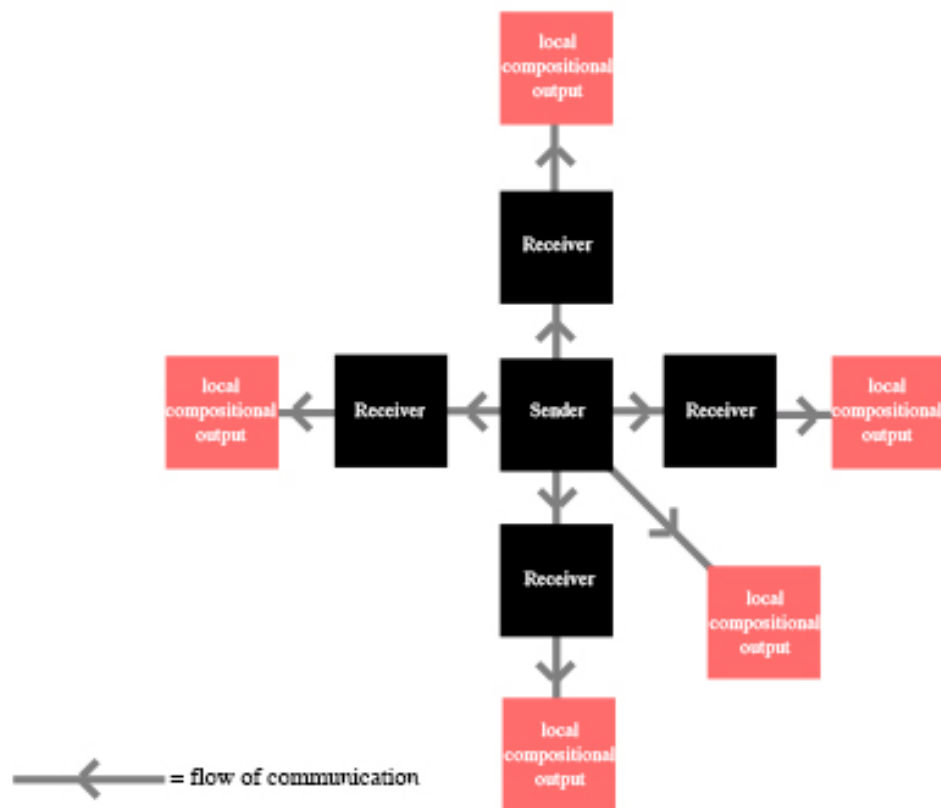 local
compositional
output
Receiver
local
compositional
output
Receiver
Sender
Receiver
local
compositional
output
Receiver
local
compositional
output
local
compositional
output
= flow of communication